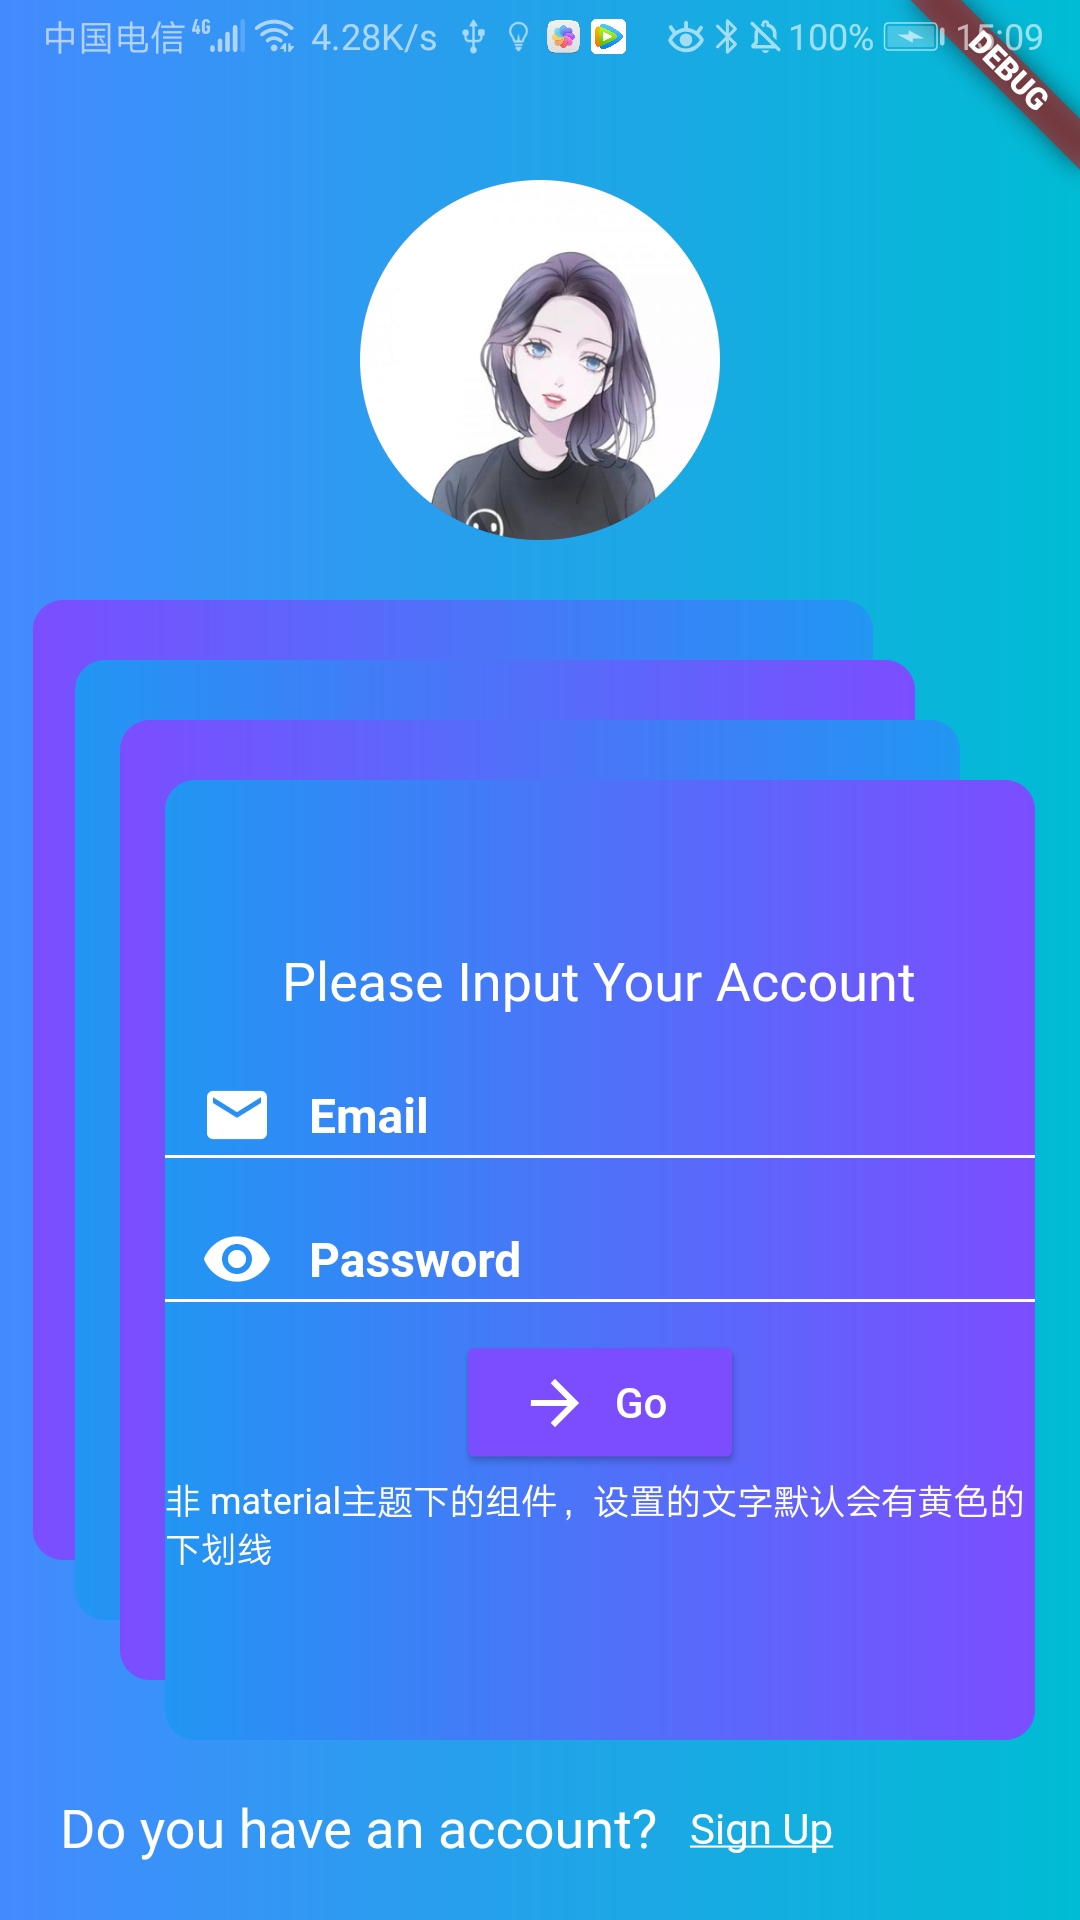 中国电信 4G 4.28K/s 100% 15:09
DEBUG
Please Input Your Account
Email
Password
Go
非 material主题下的组件，设置的文字默认会有黄色的
下划线
Do you have an account? Sign Up